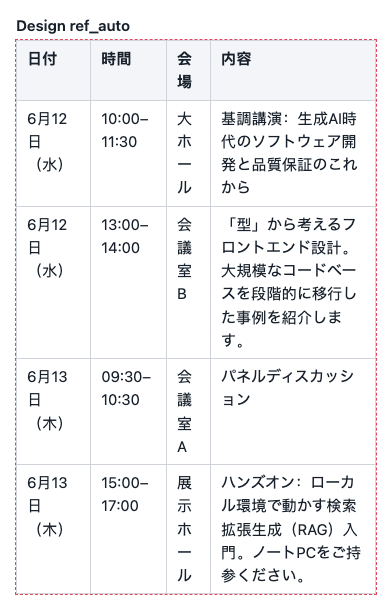 Design ref_auto
日付
時間
会
場
内容
6月12
日
（水）
10:00–
11:30
大
ホ
ー
ル
基調講演：生成AI時
代のソフトウェア開
発と品質保証のこれ
から
6月12
日
（水）
13:00–
14:00
会
議
室
B
「型」から考えるフ
ロントエンド設計。
大規模なコードベー
スを段階的に移行し
た事例を紹介しま
す。
6月13
日
（木）
09:30–
10:30
会
議
室
A
パネルディスカッシ
ョン
6月13
日
（木）
15:00–
17:00
展
示
ホ
ー
ル
ハンズオン：ローカ
ル環境で動かす検索
拡張生成（RAG）入
門。ノートPCをご持
参ください。